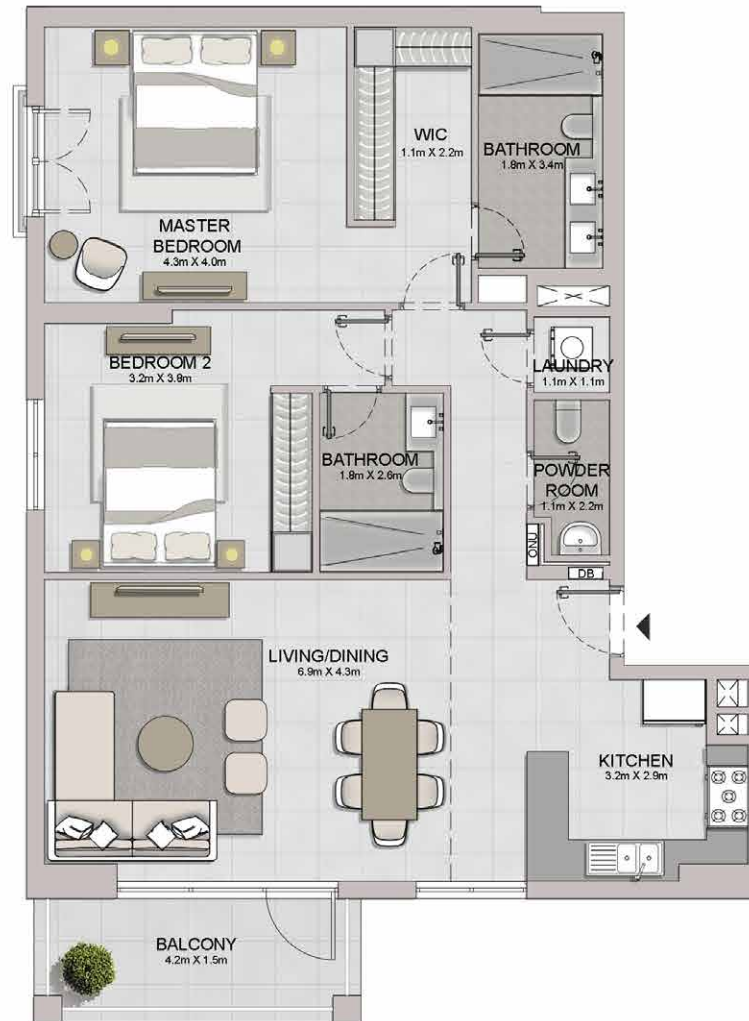 WIC
1.1m X 2.2m
BATHROOM
1.8m X 3.4m
MASTER
BEDROOM
4.3m X 4.0m
BEDROOM 2
3.2m X 3.8m
LAUNDRY
1.1m X 1.1m
BATHROOM
1.8m X 2.6m
POWDER
ROOM
1.1m X 2.2m
ONU
DB
LIVING/DINING
6.9m X 4.3m
KITCHEN
3.2m X 2.9m
BALCONY
4.2m X 1.5m